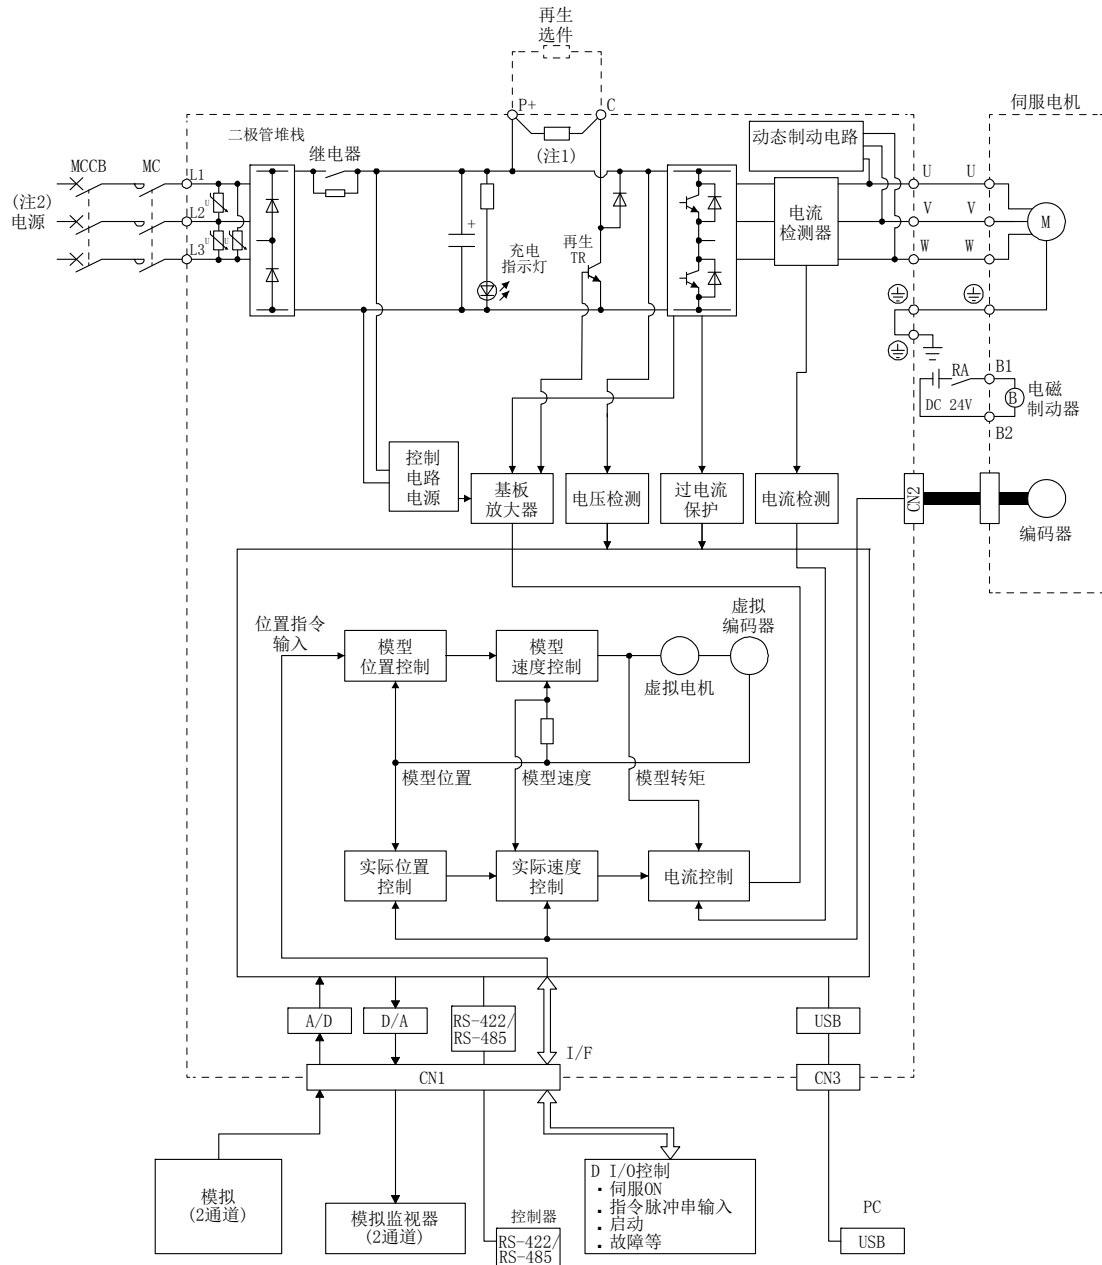 再生
选件
P+
C
伺服电机
二极管堆栈
动态制动电路
继电器
(注1)
MCCB
MC
L1
U
U
(注2)
电源
L2
电流
检测器
V
V
M
L3
再生
TR
W
W
+
充电
指示灯
U
U
U
RA
B1
DC 24V
B
电磁
制动器
B2
控制
电路
电源
基板
放大器
电压检测
过电流
保护
电流检测
CN2
编码器
位置指令
输入
模型
位置控制
模型
速度控制
虚拟
编码器
虚拟电机
模型位置
模型速度
模型转矩
实际位置
控制
实际速度
控制
电流控制
A/D
D/A
RS-422/
RS-485
USB
I/F
CN1
CN3
模拟
(2通道)
模拟监视器
(2通道)
控制器
RS-422/
RS-485
D I/O控制
·伺服ON
·指令脉冲串输入
·启动
·故障等
PC
USB